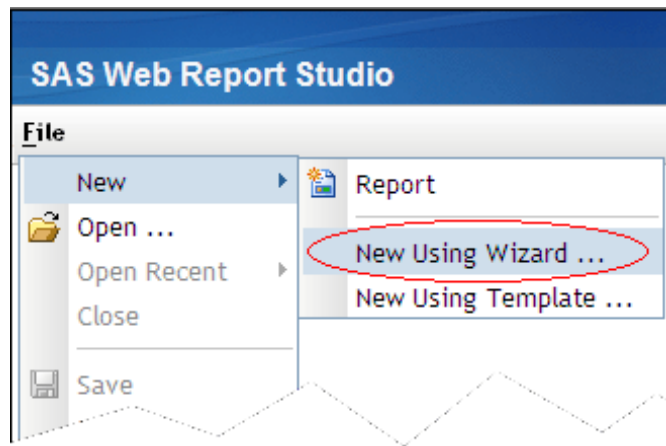 SAS Web Report Studio
File
New
Report
Open ...
New Using Wizard ...
Open Recent
New Using Template ...
Close
Save